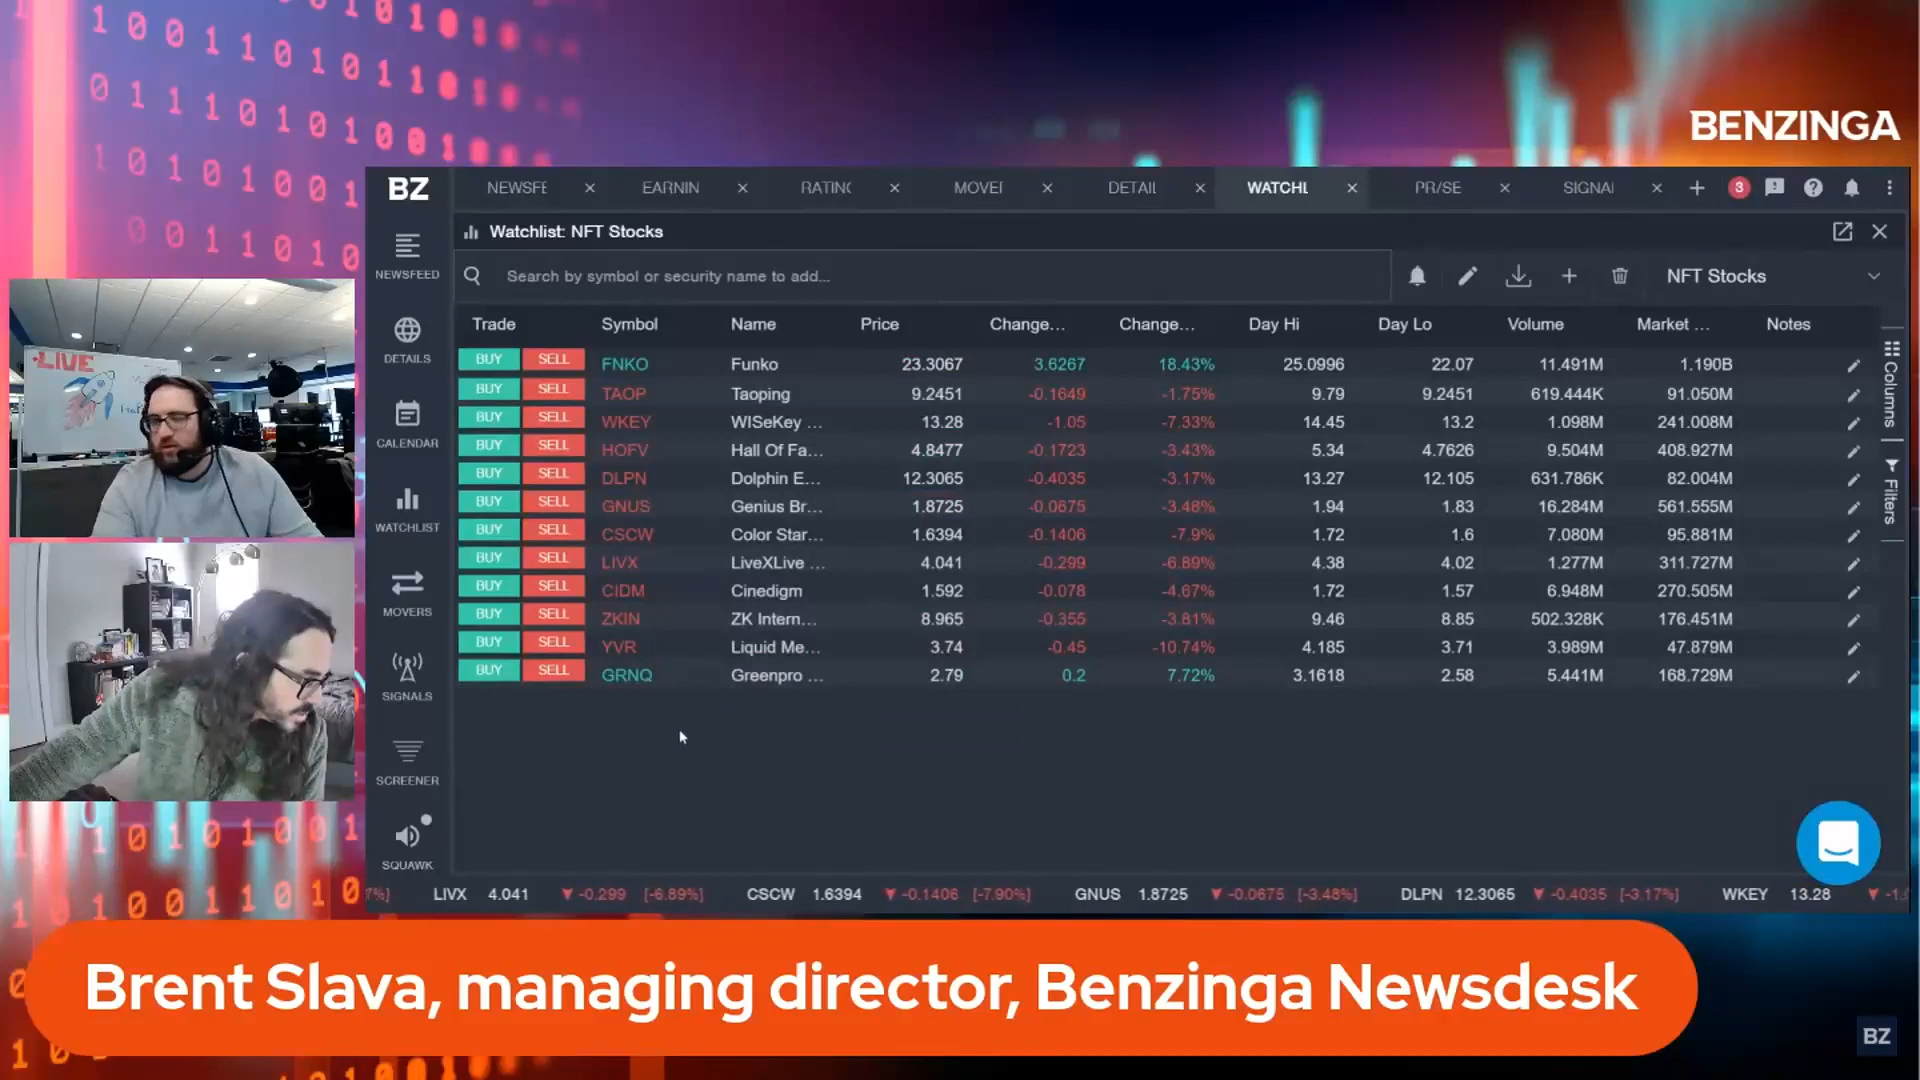 BENZINGA
BZ
NEWSFE
EARNIN
RATING
MOVEI
DETAIL
WATCHL
PR/SE
SIGNAL
3
Watchlist: NFT Stocks
Search by symbol or security name to add...
NFT Stocks
NEWSFEED
DETAILS
CALENDAR
WATCHLIST
MOVERS
SIGNALS
SCREENER
SQUAWK
Trade Symbol Name Price Change... Change... Day Hi Day Lo Volume Market ... Notes
BUY SELL FNKO Funko 23.3067 3.6267 18.43% 25.0996 22.07 11.491M 1.190B
BUY SELL TAOP Taoping 9.2451 -0.1649 -1.75% 9.79 9.2451 619.444K 91.050M
BUY SELL WKEY WISeKey ... 13.28 -1.05 -7.33% 14.45 13.2 1.098M 241.008M
BUY SELL HOFV Hall Of Fa... 4.8477 -0.1723 -3.43% 5.34 4.7626 9.504M 408.927M
BUY SELL DLPN Dolphin E... 12.3065 -0.4035 -3.17% 13.27 12.105 631.786K 82.004M
BUY SELL GNUS Genius Br... 1.8725 -0.0675 -3.48% 1.94 1.83 16.284M 561.555M
BUY SELL CSCW Color Star... 1.6394 -0.1406 -7.9% 1.72 1.6 7.080M 95.881M
BUY SELL LIVX LiveXLive ... 4.041 -0.299 -6.89% 4.38 4.02 1.277M 311.727M
BUY SELL CIDM Cinedigm 1.592 -0.078 -4.67% 1.72 1.57 6.948M 270.505M
BUY SELL ZKIN ZK Intern... 8.965 -0.355 -3.81% 9.46 8.85 502.328K 176.451M
BUY SELL YVR Liquid Me... 3.74 -0.45 -10.74% 4.185 3.71 3.989M 47.879M
BUY SELL GRNQ Greenpro ... 2.79 0.2 7.72% 3.1618 2.58 5.441M 168.729M
Columns
Filters
LIVE
7%] LIVX 4.041 ▼ -0.299 [-6.89%] CSCW 1.6394 ▼ -0.1406 [-7.90%] GNUS 1.8725 ▼ -0.0675 [-3.48%] DLPN 12.3065 ▼ -0.4035 [-3.17%] WKEY 13.28 ▼ -1.0
Brent Slava, managing director, Benzinga Newsdesk
BZ